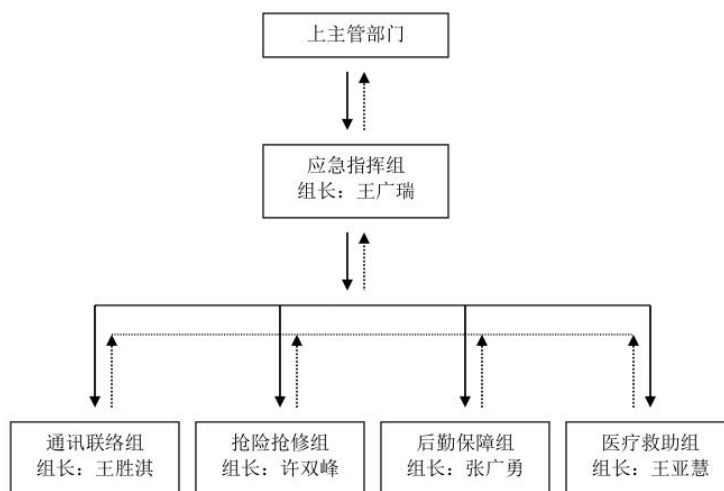 上主管部门
应急指挥组
组长：王广瑞
通讯联络组
组长：王胜淇
抢险抢修组
组长：许双峰
后勤保障组
组长：张广勇
医疗救助组
组长：王亚慧